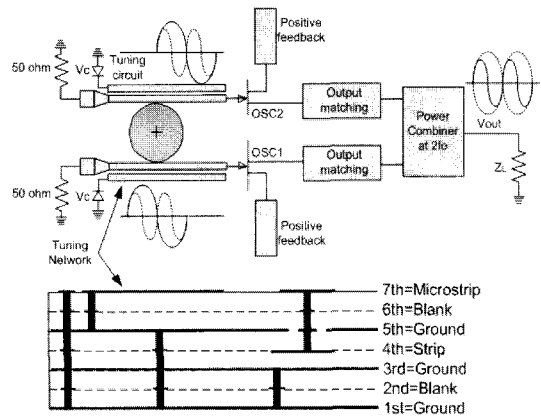 Positive
feedback
Tuning
circuit
Vc
50 ohm
OSC2
Output
matching
Power
Combiner
at 2fo
Vout
ZL
OSC1
Output
matching
50 ohm
Vc
Positive
feedback
Tuning
Network
7th=Microstrip
6th=Blank
5th=Ground
4th=Strip
3rd=Ground
2nd=Blank
1st=Ground